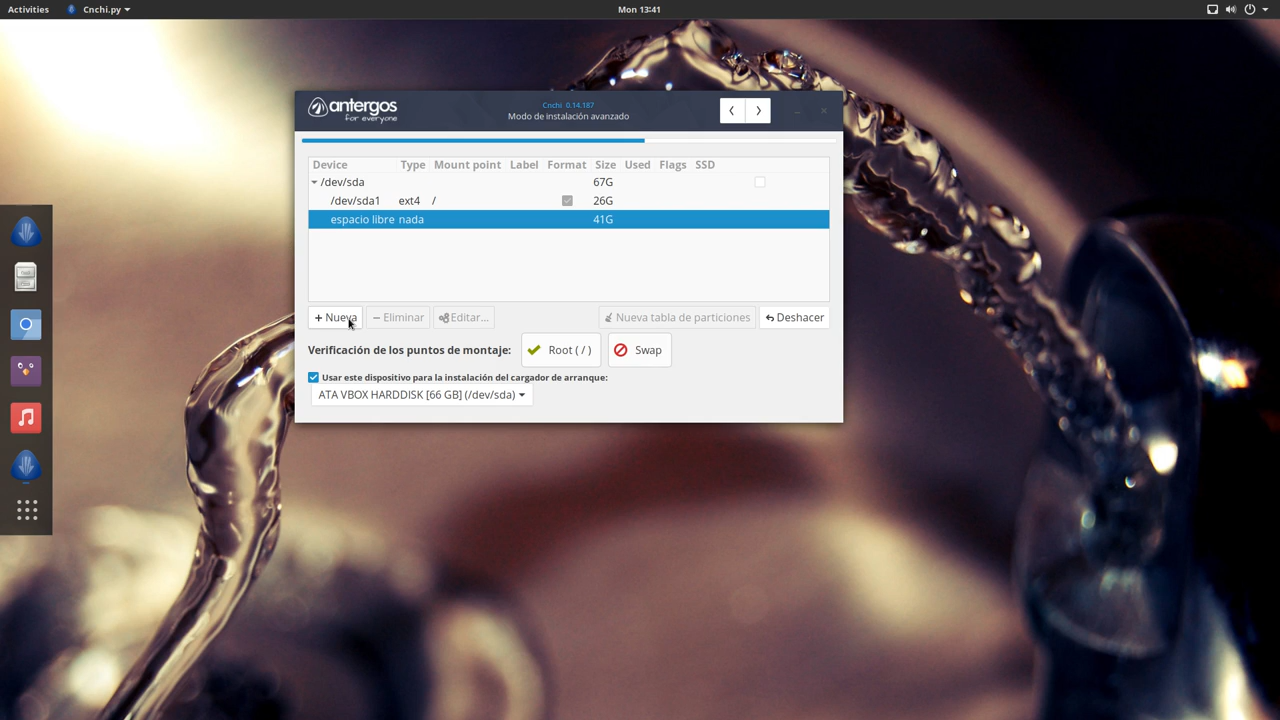 Activities Cnchi.py Mon 13:41
antergos
for everyone
Cnchi 0.14.187
Modo de instalación avanzado
Device Type Mount point Label Format Size Used Flags SSD
/dev/sda 67G
/dev/sda1 ext4 / 26G
espacio libre nada 41G
Nueva Eliminar Editar... Nueva tabla de particiones Deshacer
Verificación de los puntos de montaje: Root ( / ) Swap
Usar este dispositivo para la instalación del cargador de arranque:
ATA VBOX HARDDISK [66 GB] (/dev/sda)